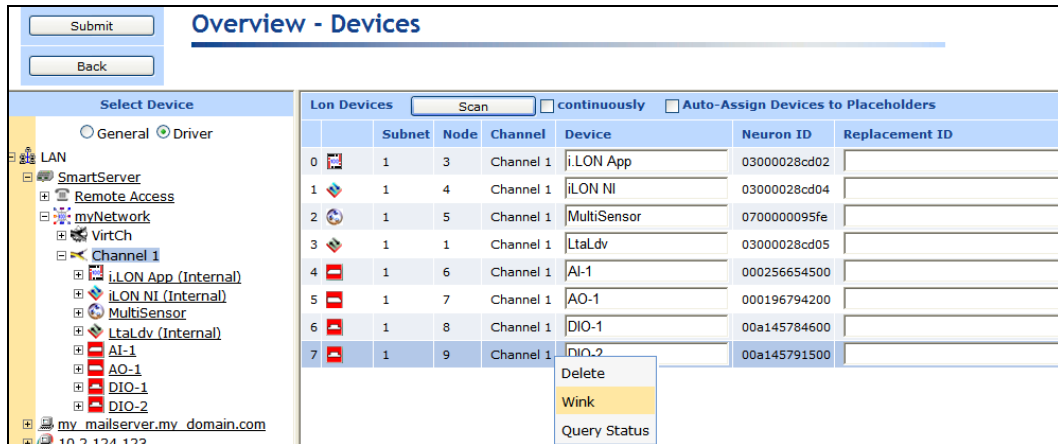 Submit
Overview - Devices
Back
Select Device
General Driver
LAN
SmartServer
Remote Access
myNetwork
VirtCh
Channel 1
i.LON App (Internal)
iLON NI (Internal)
MultiSensor
LtaLdv (Internal)
AI-1
AO-1
DIO-1
DIO-2
my_mailserver.my_domain.com
10.2.124.123
Lon Devices Scan continuously Auto-Assign Devices to Placeholders
Subnet Node Channel Device Neuron ID Replacement ID
0 1 3 Channel 1 i.LON App 03000028cd02
1 1 4 Channel 1 iLON NI 03000028cd04
2 1 5 Channel 1 MultiSensor 0700000095fe
3 1 1 Channel 1 LtaLdv 03000028cd05
4 1 6 Channel 1 AI-1 000256654500
5 1 7 Channel 1 AO-1 000196794200
6 1 8 Channel 1 DIO-1 00a145784600
7 1 9 Channel 1 DIO-2 00a145791500
Delete
Wink
Query Status